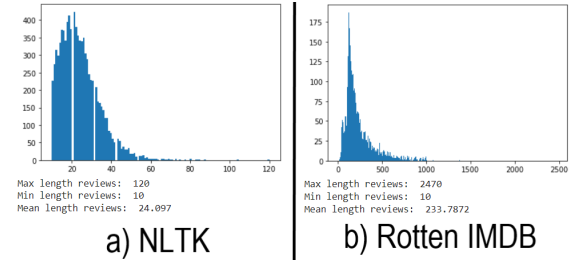 400
350
300
250
200
150
100
50
0
20 40 60 80 100 120
Max length reviews: 120
Min length reviews: 10
Mean length reviews: 24.097
a) NLTK
175
150
125
100
75
50
25
0
0 500 1000 1500 2000 2500
Max length reviews: 2470
Min length reviews: 10
Mean length reviews: 233.7872
b) Rotten IMDB